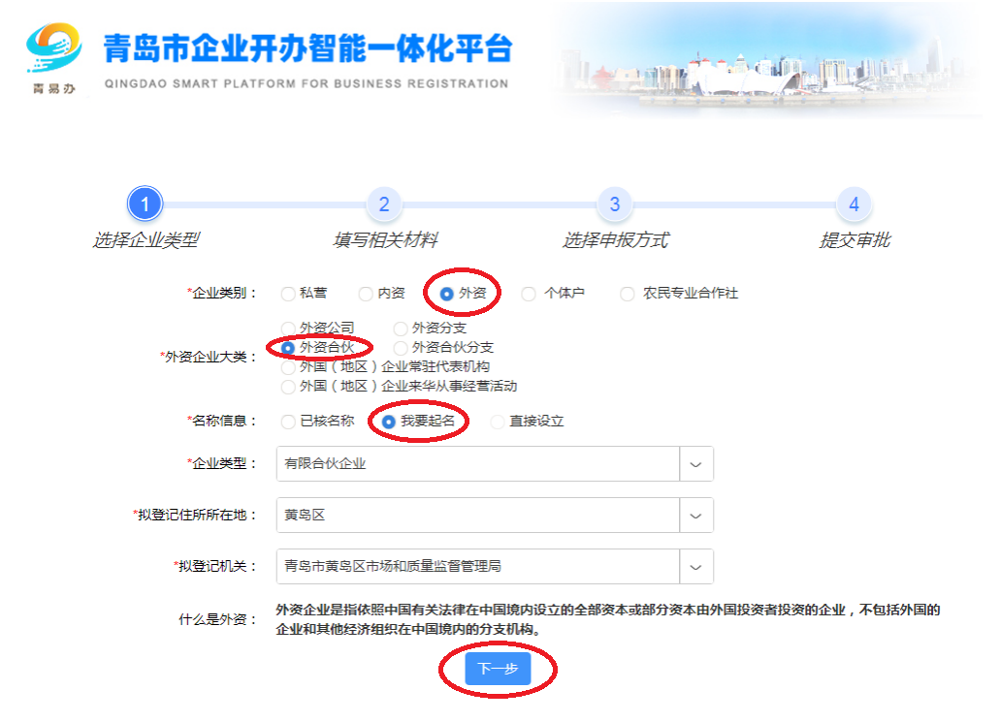 青岛市企业开办智能一体化平台
青易办
QINGDAO SMART PLATFORM FOR BUSINESS REGISTRATION
1 2 3 4
选择企业类型 填写相关材料 选择申报方式 提交审批
*企业类别： 私营 内资 外资 个体户 农民专业合作社
外资公司 外资分支
*外资企业大类： 外资合伙 外资合伙分支
外国（地区）企业常驻代表机构
外国（地区）企业来华从事经营活动
*名称信息： 已核名称 我要起名 直接设立
*企业类型： 有限合伙企业
*拟登记住所所在地： 黄岛区
*拟登记机关： 青岛市黄岛区市场和质量监督管理局
什么是外资： 外资企业是指依照中国有关法律在中国境内设立的全部资本或部分资本由外国投资者投资的企业，不包括外国的
企业和其他经济组织在中国境内的分支机构。
下一步